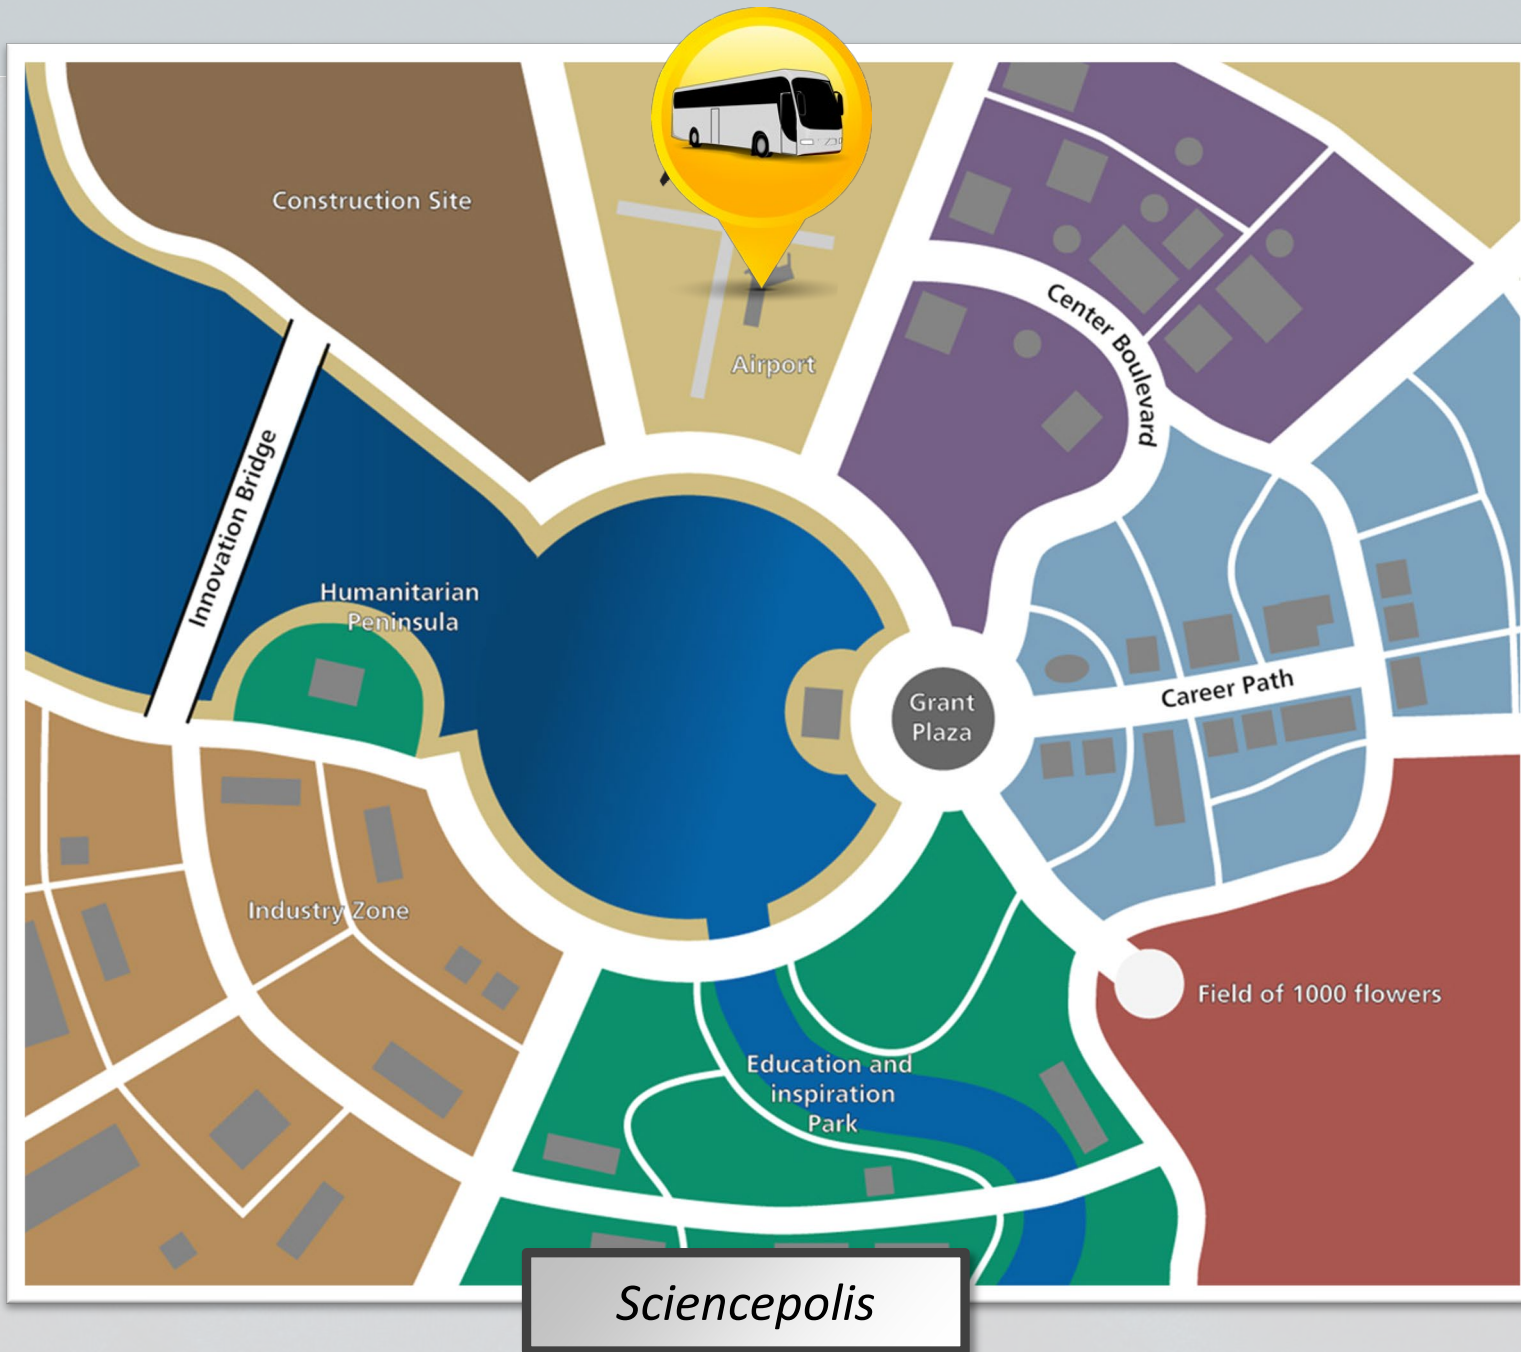 Construction Site
Airport
Center Boulevard
Innovation Bridge
Humanitarian
Peninsula
Grant
Plaza
Career Path
Industry Zone
Field of 1000 flowers
Education and
inspiration
Park
Sciencepolis